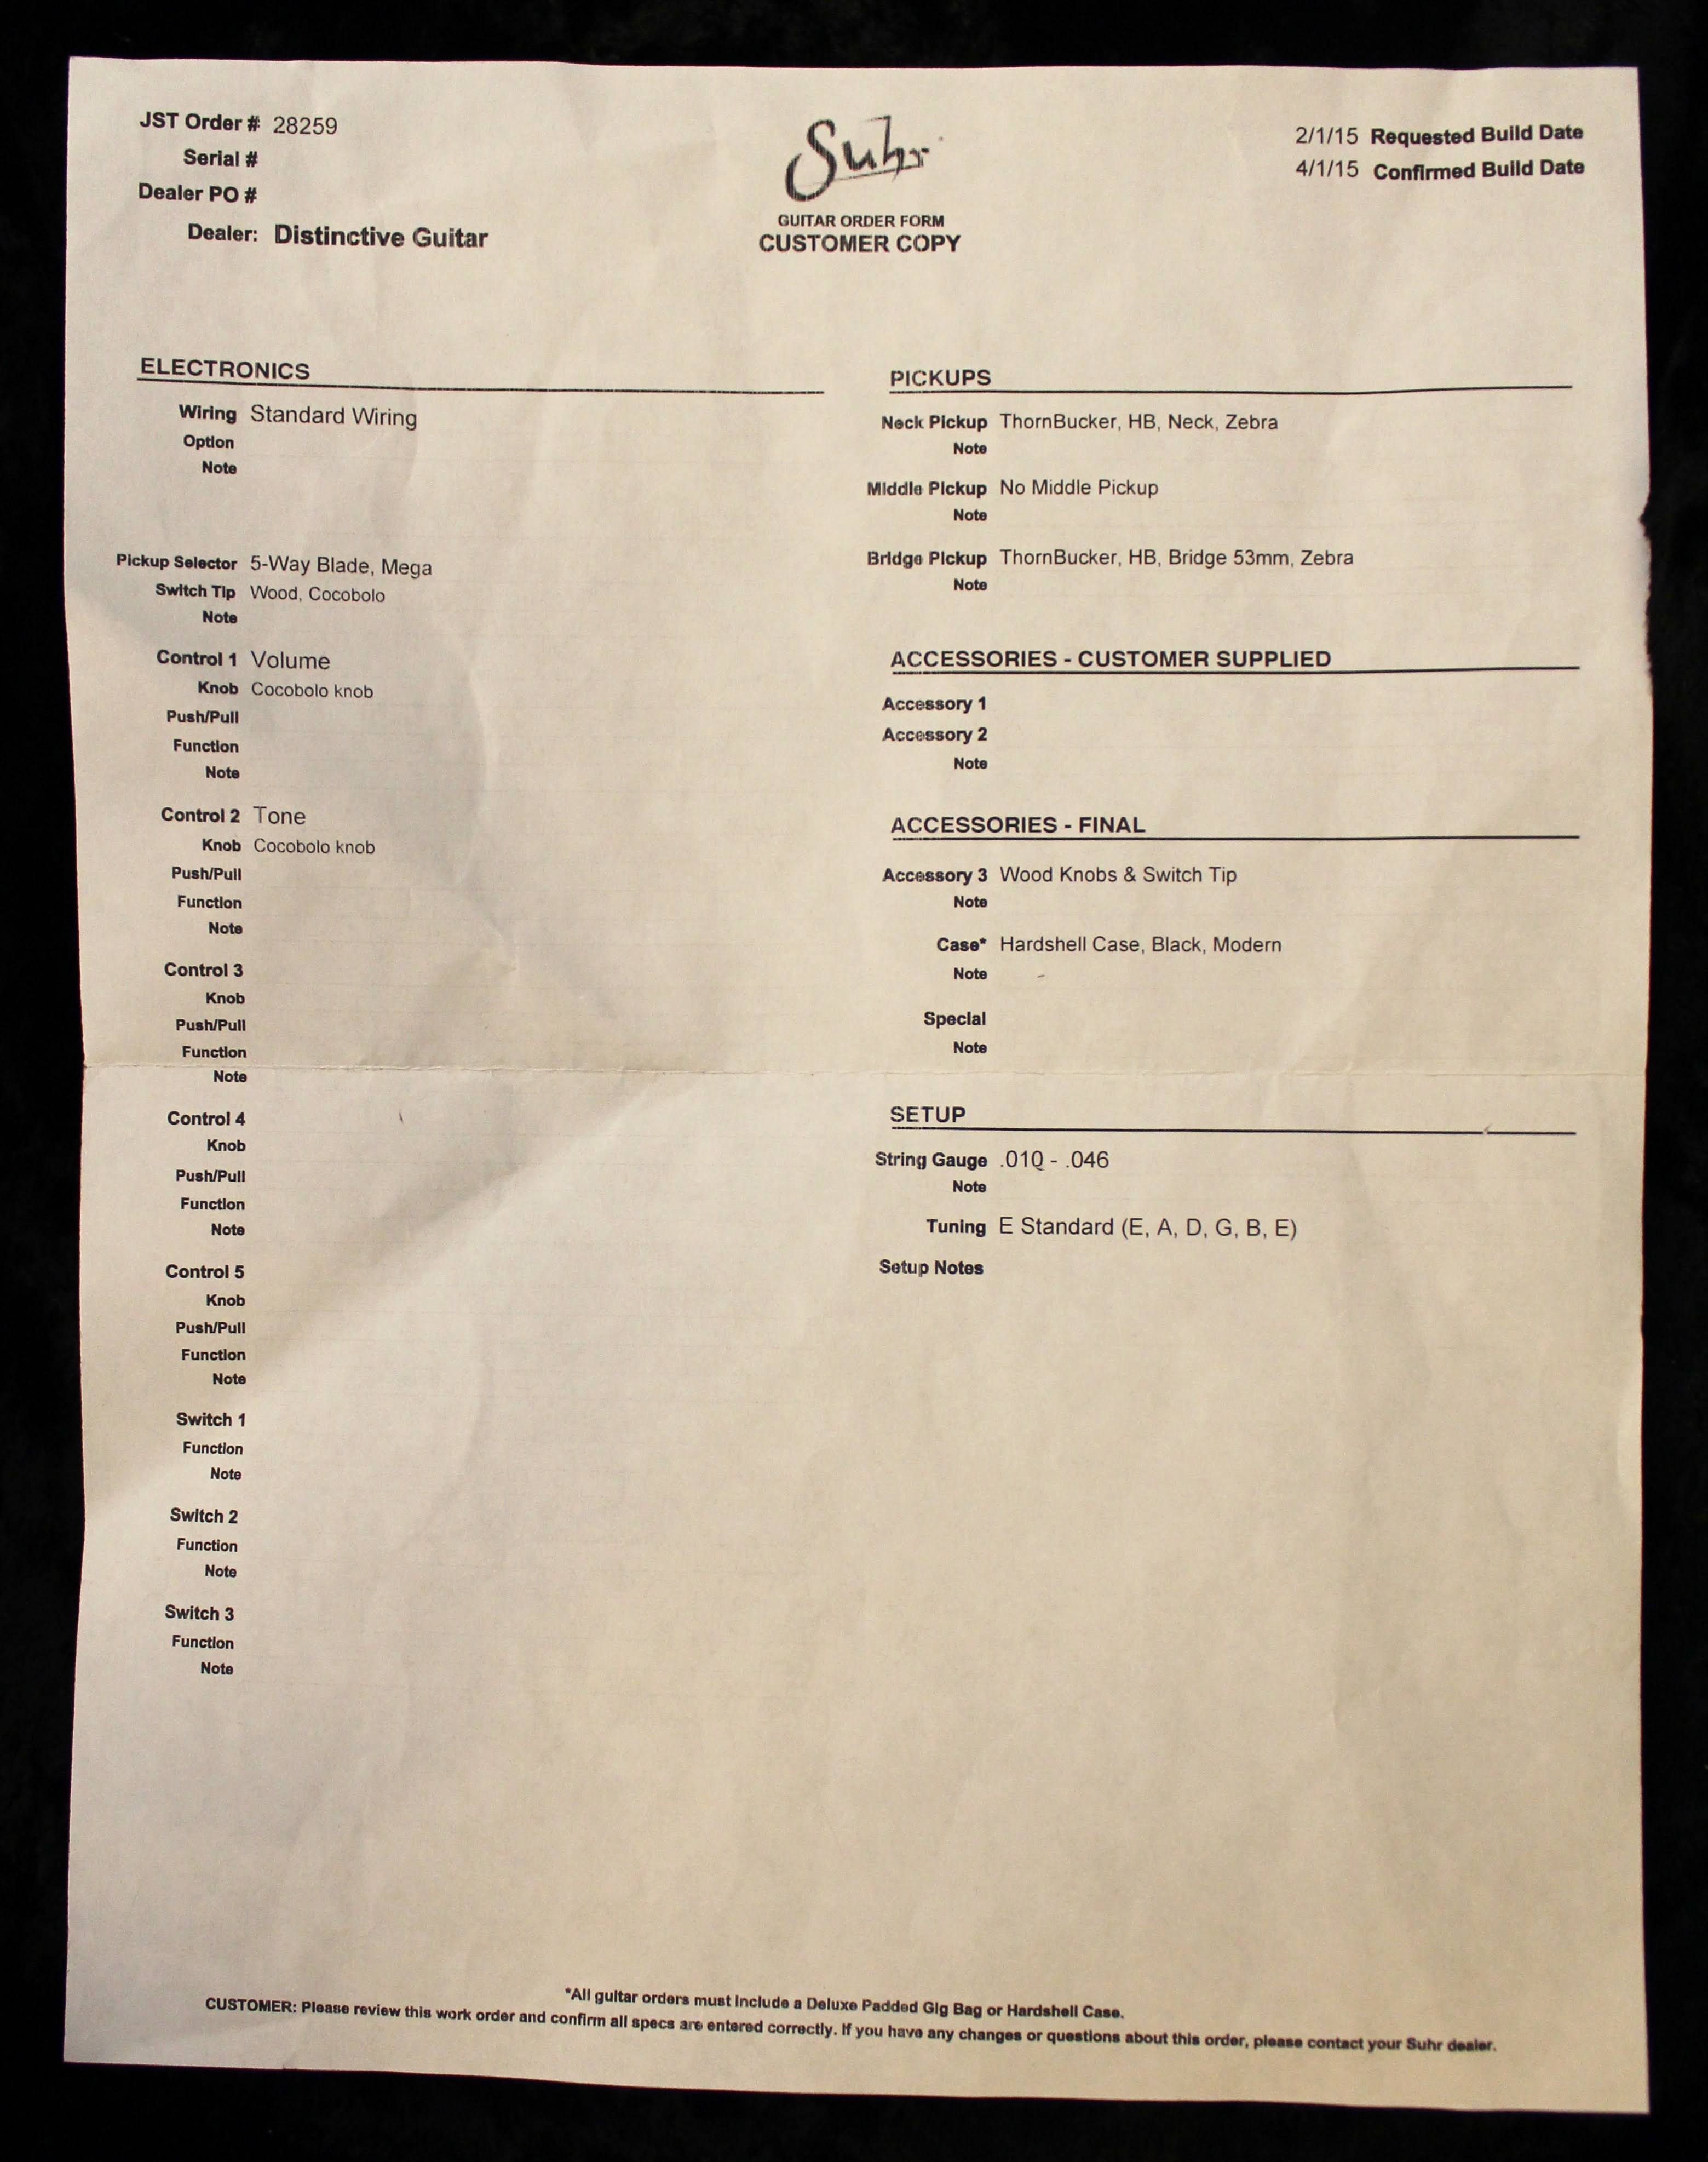 JST Order # 28259
Serial #
Dealer PO #
Dealer: Distinctive Guitar
Suhr
GUITAR ORDER FORM
CUSTOMER COPY
2/1/15 Requested Build Date
4/1/15 Confirmed Build Date
ELECTRONICS
Wiring Standard Wiring
Option
Note
Pickup Selector 5-Way Blade, Mega
Switch Tip Wood, Cocobolo
Note
Control 1 Volume
Knob Cocobolo knob
Push/Pull
Function
Note
Control 2 Tone
Knob Cocobolo knob
Push/Pull
Function
Note
Control 3
Knob
Push/Pull
Function
Note
Control 4
Knob
Push/Pull
Function
Note
Control 5
Knob
Push/Pull
Function
Note
Switch 1
Function
Note
Switch 2
Function
Note
Switch 3
Function
Note
PICKUPS
Neck Pickup ThornBucker, HB, Neck, Zebra
Note
Middle Pickup No Middle Pickup
Note
Bridge Pickup ThornBucker, HB, Bridge 53mm, Zebra
Note
ACCESSORIES - CUSTOMER SUPPLIED
Accessory 1
Accessory 2
Note
ACCESSORIES - FINAL
Accessory 3 Wood Knobs & Switch Tip
Note
Case* Hardshell Case, Black, Modern
Note
Special
Note
SETUP
String Gauge .010 - .046
Note
Tuning E Standard (E, A, D, G, B, E)
Setup Notes
*All guitar orders must include a Deluxe Padded Gig Bag or Hardshell Case.
CUSTOMER: Please review this work order and confirm all specs are entered correctly. If you have any changes or questions about this order, please contact your Suhr dealer.